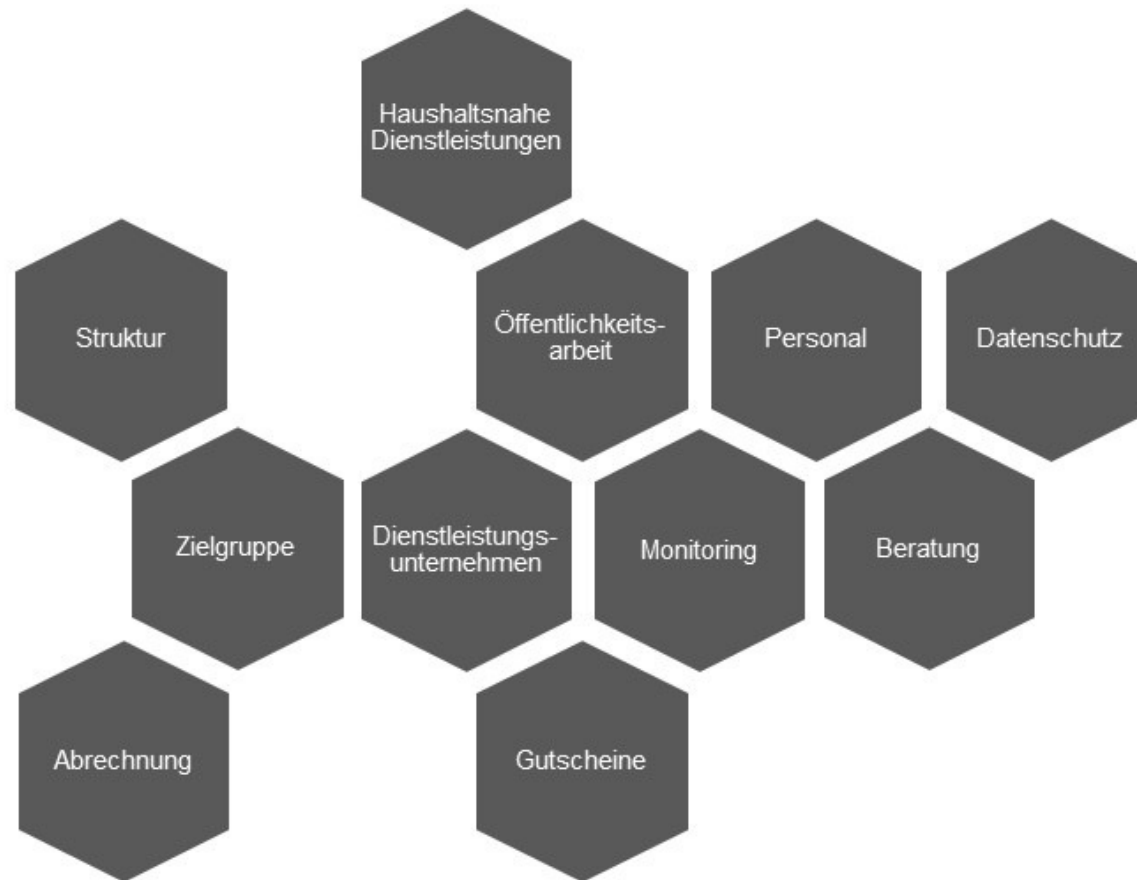 Haushaltsnahe
Dienstleistungen
Struktur
Öffentlichkeits-
arbeit
Personal
Datenschutz
Zielgruppe
Dienstleistungs-
unternehmen
Monitoring
Beratung
Abrechnung
Gutscheine